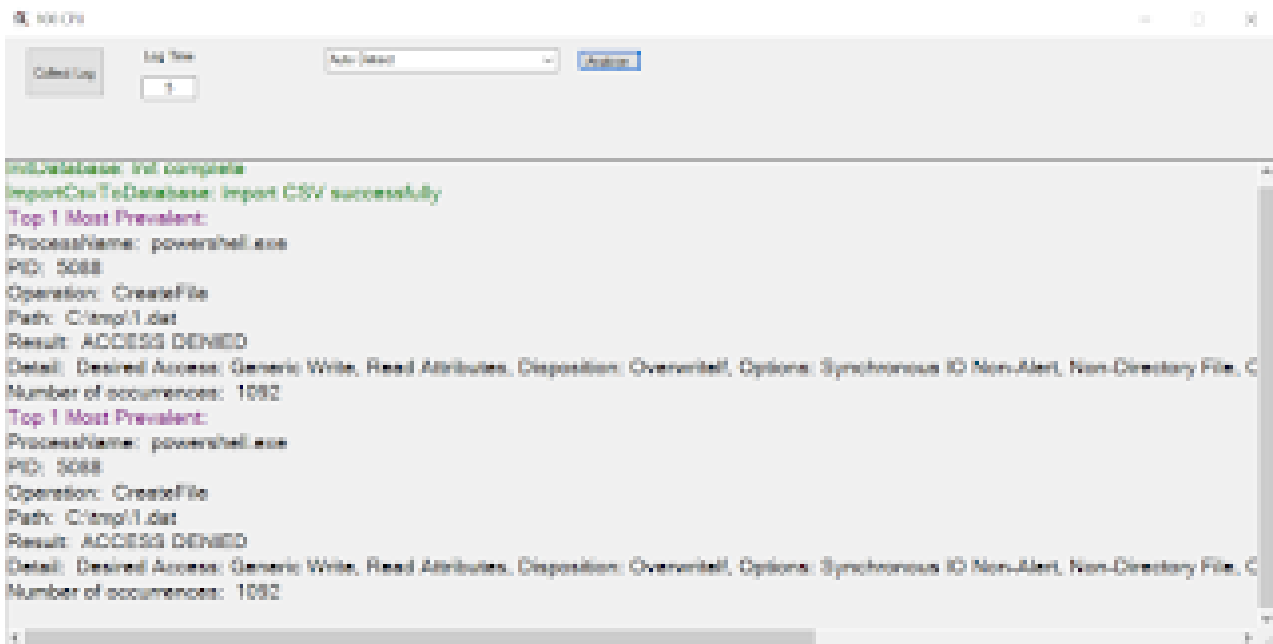 100 CPU
Collect Log
Log Time
Auto Detect
Analyze
InitDatabase: Init complete
ImportCsvToDatabase: Import CSV successfully
Top 1 Most Prevalent:
ProcessName: powershell.exe
PID: 5088
Operation: CreateFile
Path: C:\tmp\1.dat
Result: ACCESS DENIED
Detail: Desired Access: Generic Write, Read Attributes, Disposition: OverwriteIf, Options: Synchronous IO Non-Alert, Non-Directory File,
Number of occurrences: 1092
Top 1 Most Prevalent:
ProcessName: powershell.exe
PID: 5088
Operation: CreateFile
Path: C:\tmp\1.dat
Result: ACCESS DENIED
Detail: Desired Access: Generic Write, Read Attributes, Disposition: OverwriteIf, Options: Synchronous IO Non-Alert, Non-Directory File,
Number of occurrences: 1092